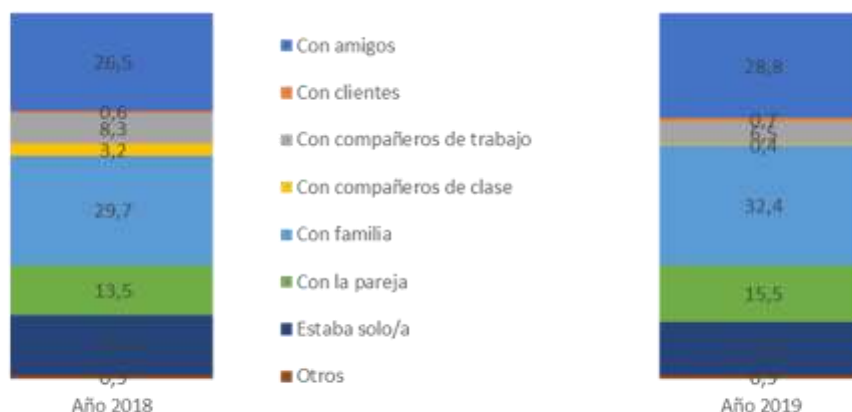 26,5
0,6
8,3
3,2
29,7
13,5
Año 2018
Con amigos
Con clientes
Con compañeros de trabajo
Con compañeros de clase
Con familia
Con la pareja
Estaba solo/a
Otros
28,8
0,7
6,5
0,4
32,4
15,5
Año 2019